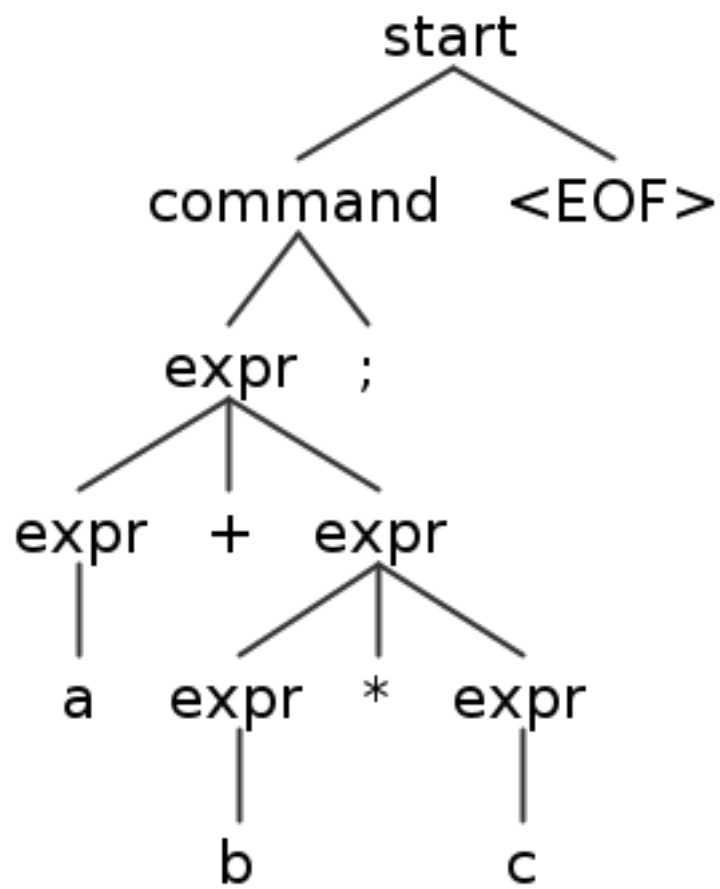 start
command <EOF>
expr ;
expr + expr
a expr * expr
b c